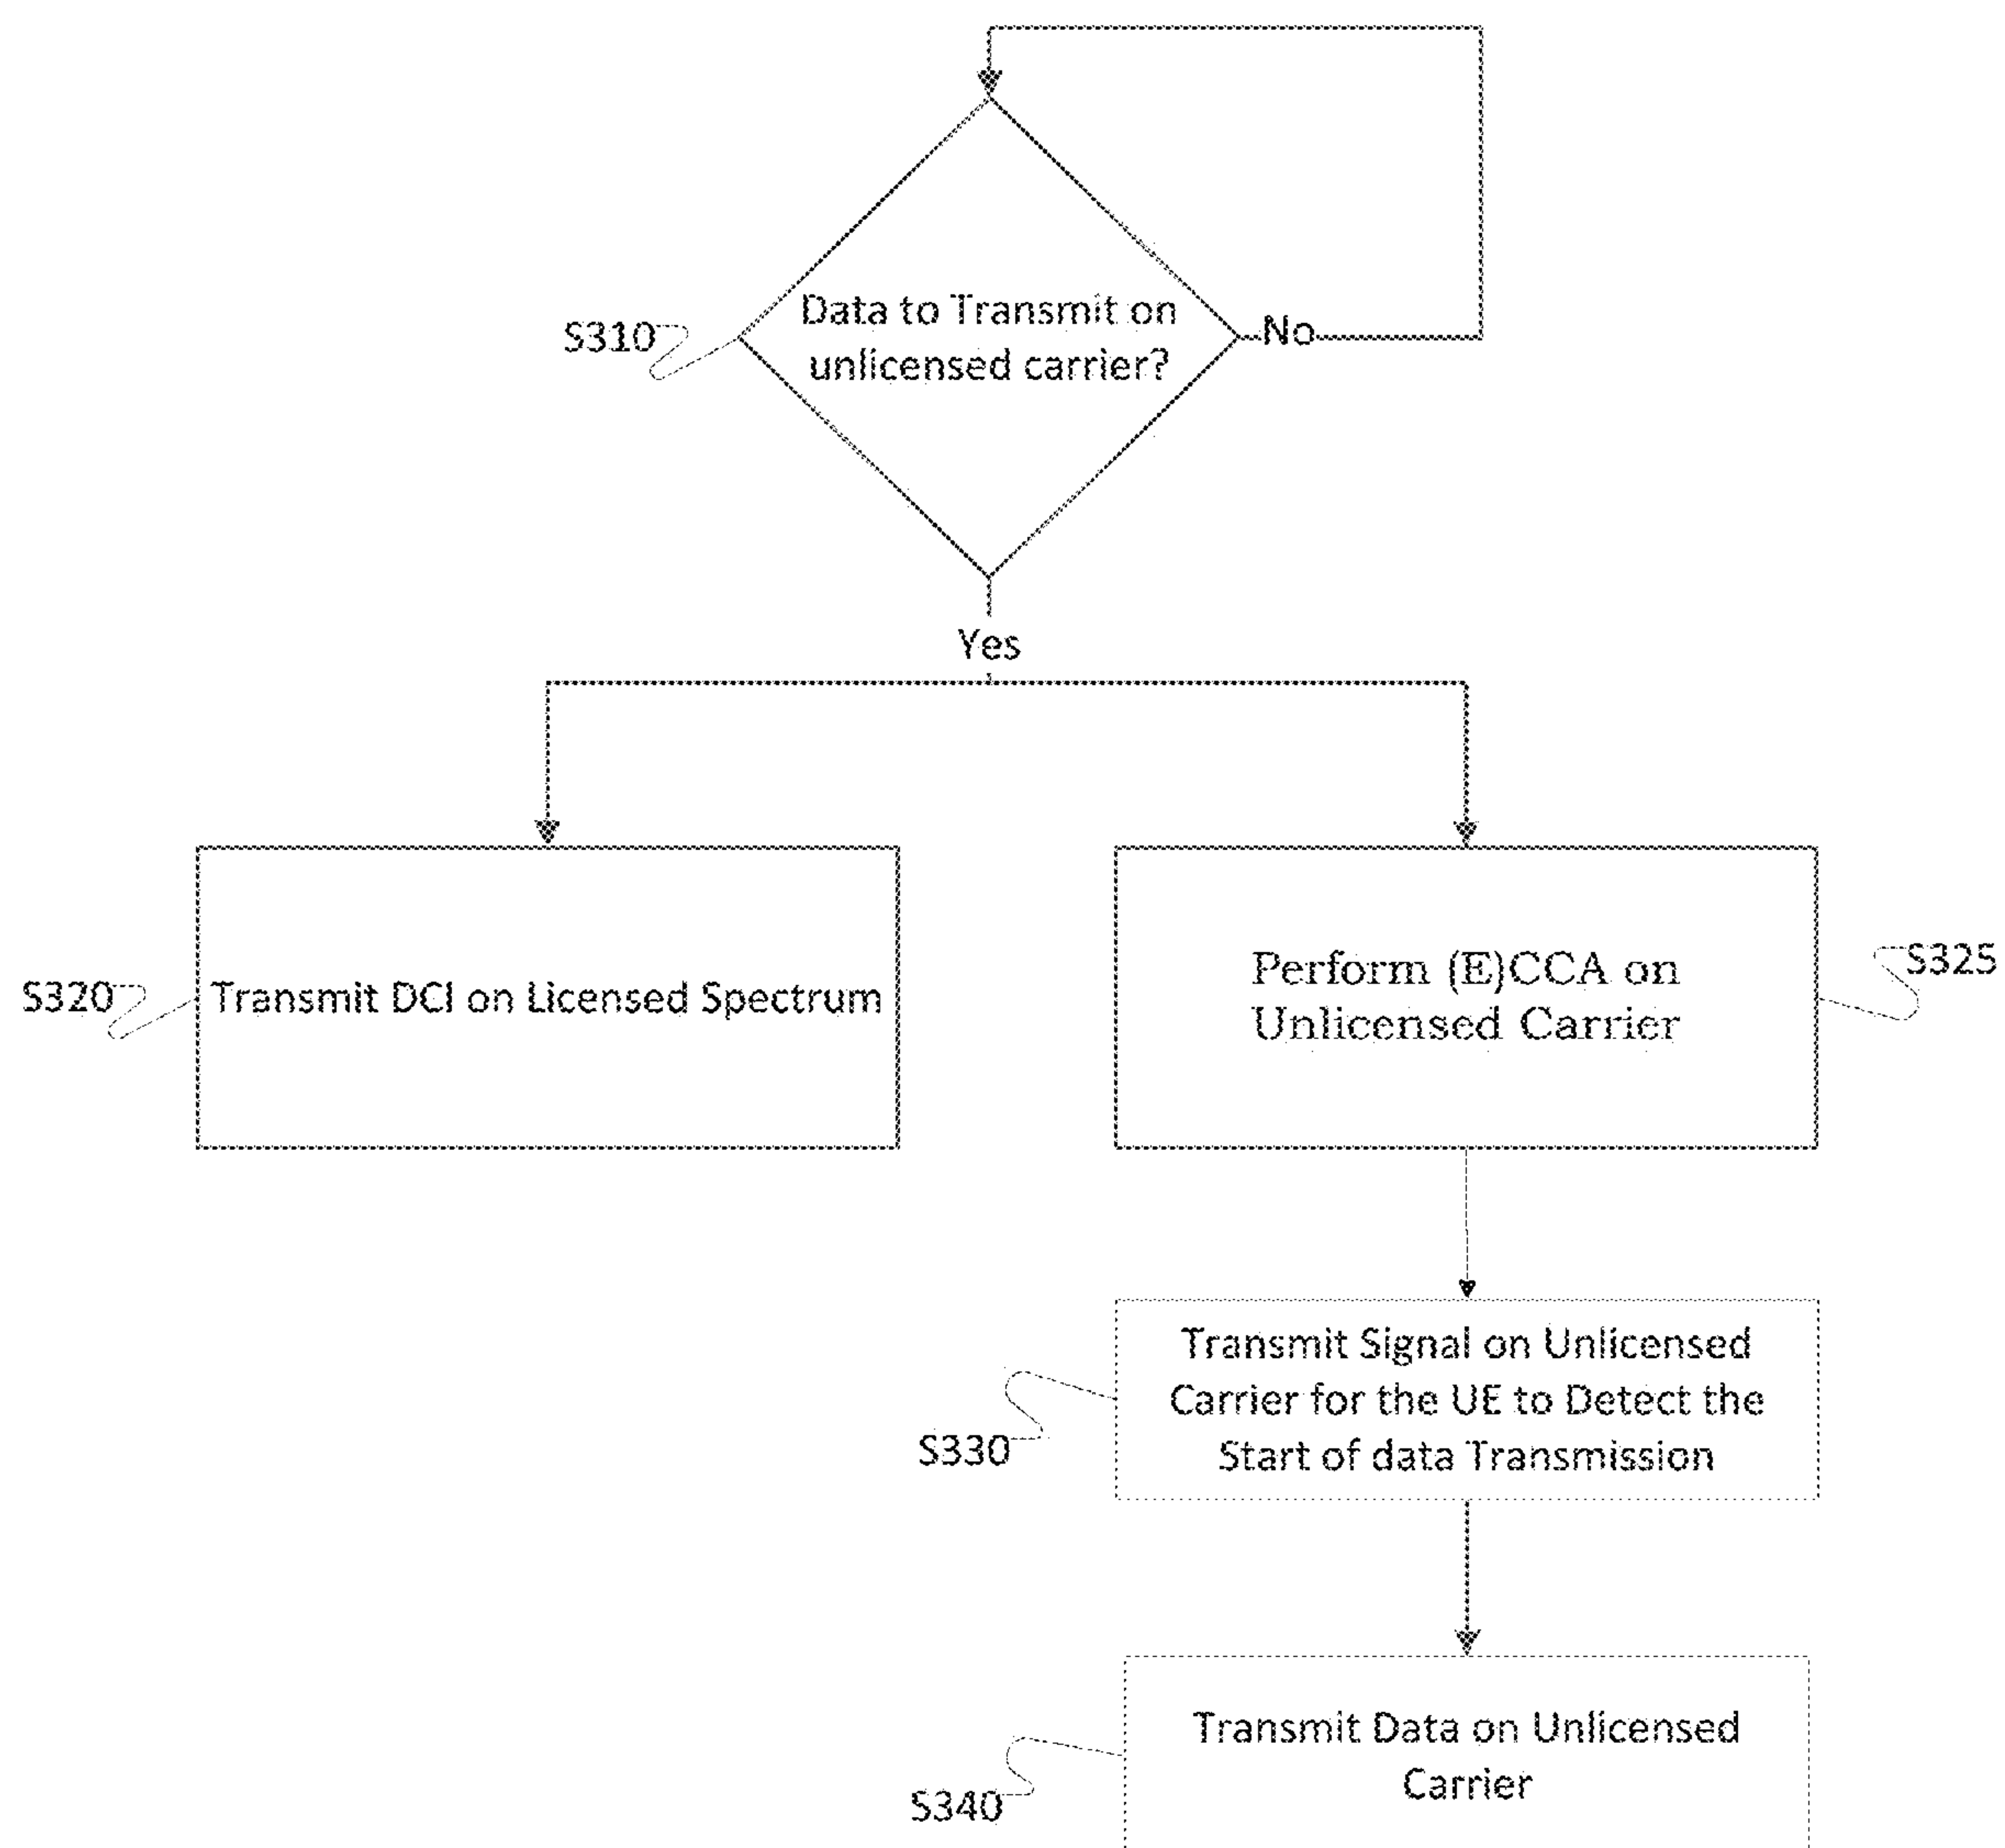 S310
Data to Transmit on
unlicensed carrier?
No
Yes
S320
Transmit DCI on Licensed Spectrum
Perform (E)CCA on
Unlicensed Carrier
S325
Transmit Signal on Unlicensed
Carrier for the UE to Detect the
Start of data Transmission
S330
Transmit Data on Unlicensed
Carrier
S340